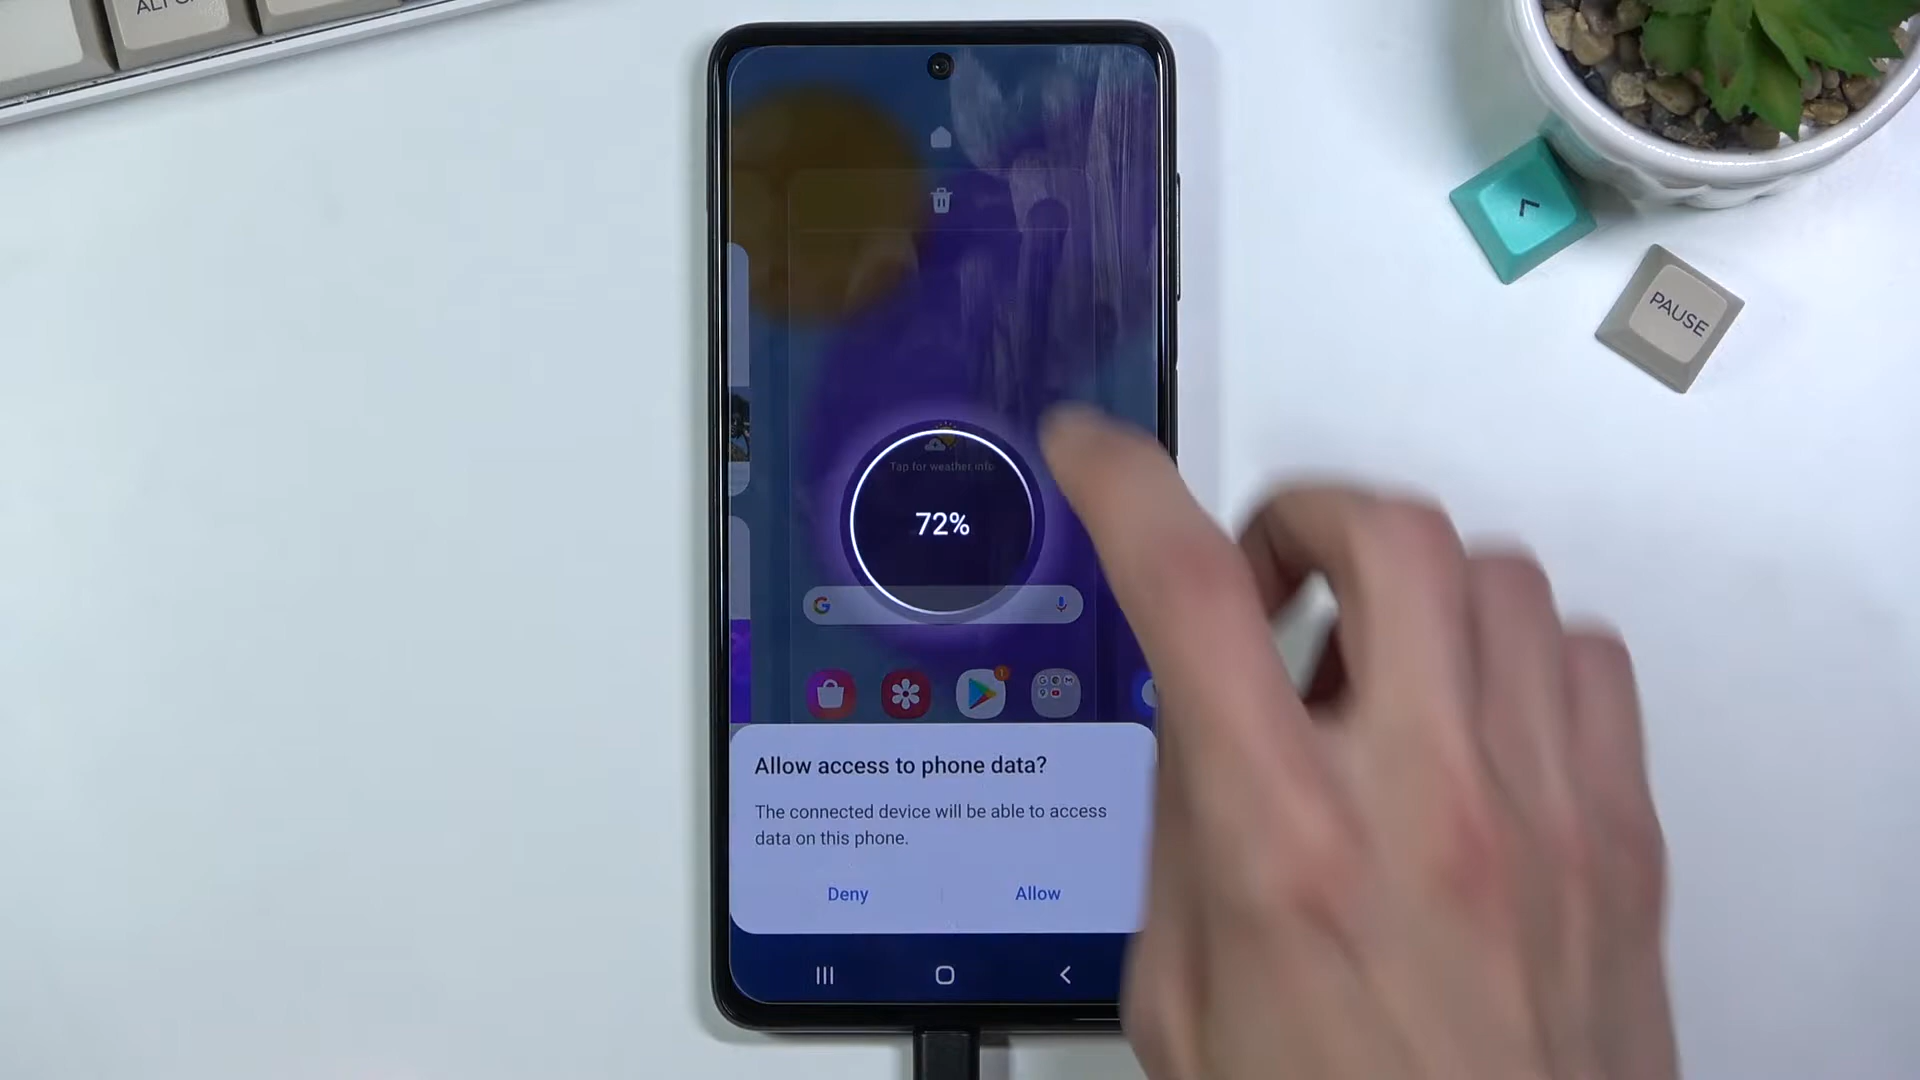 Tap for weather info
72%
G
1
G M
Allow access to phone data?
The connected device will be able to access
data on this phone.
Deny
Allow
PAUSE